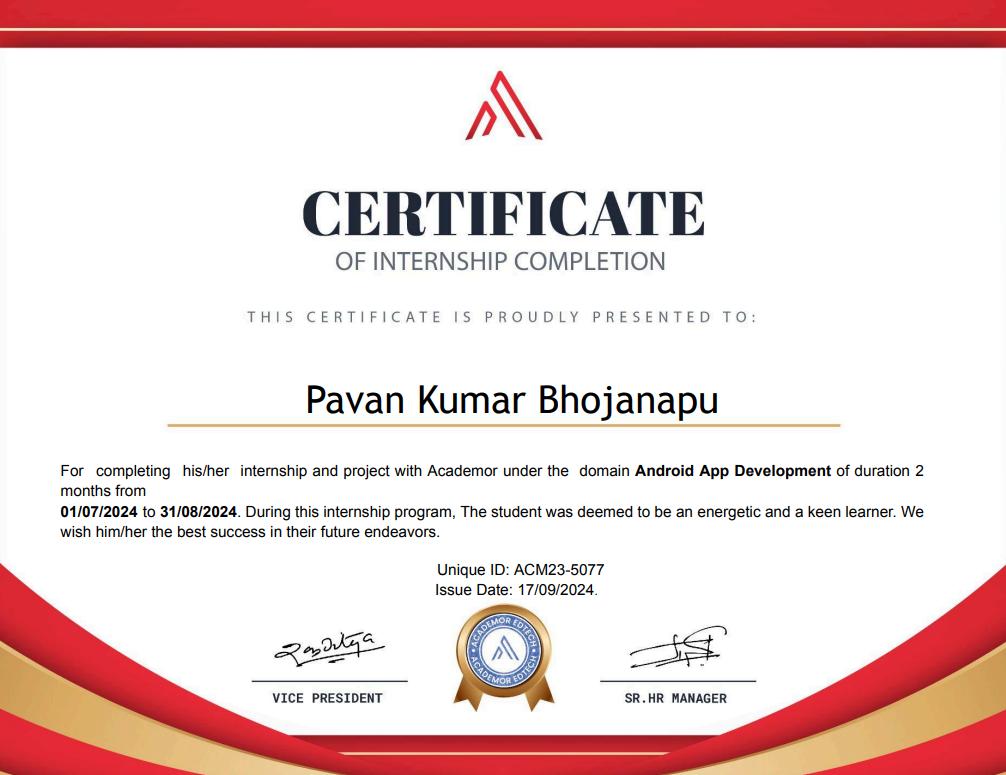 CERTIFICATE
OF INTERNSHIP COMPLETION
THIS CERTIFICATE IS PROUDLY PRESENTED TO:
Pavan Kumar Bhojanapu
For completing his/her internship and project with Academor under the domain Android App Development of duration 2
months from
01/07/2024 to 31/08/2024. During this internship program, The student was deemed to be an energetic and a keen learner. We
wish him/her the best success in their future endeavors.
Unique ID: ACM23-5077
Issue Date: 17/09/2024.
ACADEMOR EDTECH
ACADEMOR EDTECH
VICE PRESIDENT
SR.HR MANAGER